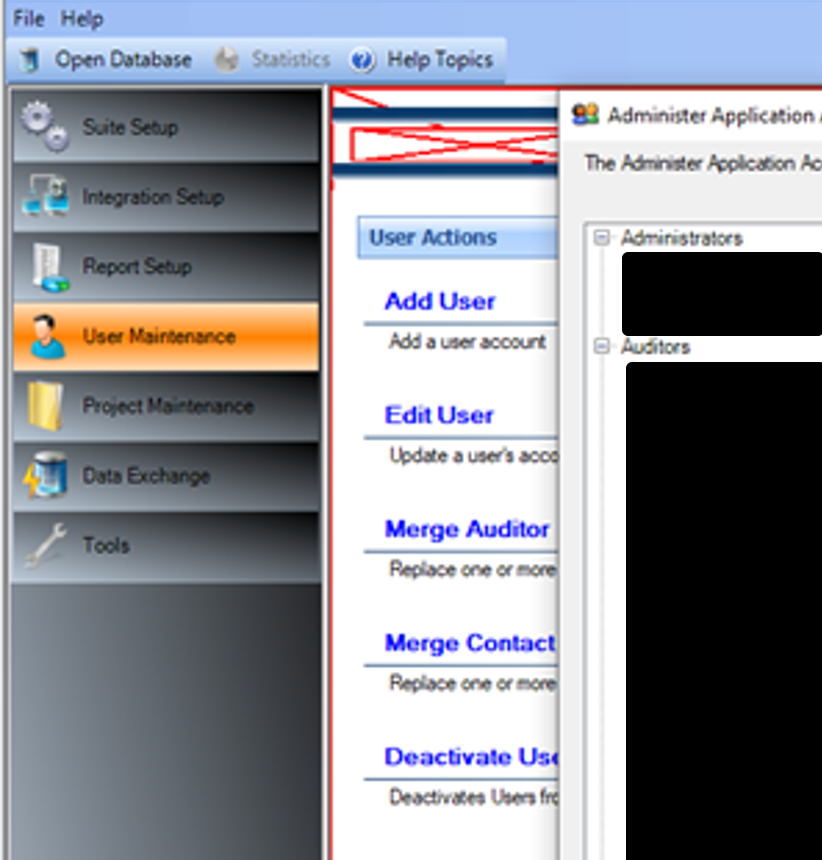 File Help
Open Database Statistics Help Topics
Suite Setup
Integration Setup
Report Setup
User Maintenance
Project Maintenance
Data Exchange
Tools
User Actions
Add User
Add a user account
Edit User
Update a user's acco
Merge Auditor
Replace one or more
Merge Contact
Replace one or more
Deactivate Use
Deactivates Users fro
Administer Application
The Administer Application Ac
Administrators
Auditors